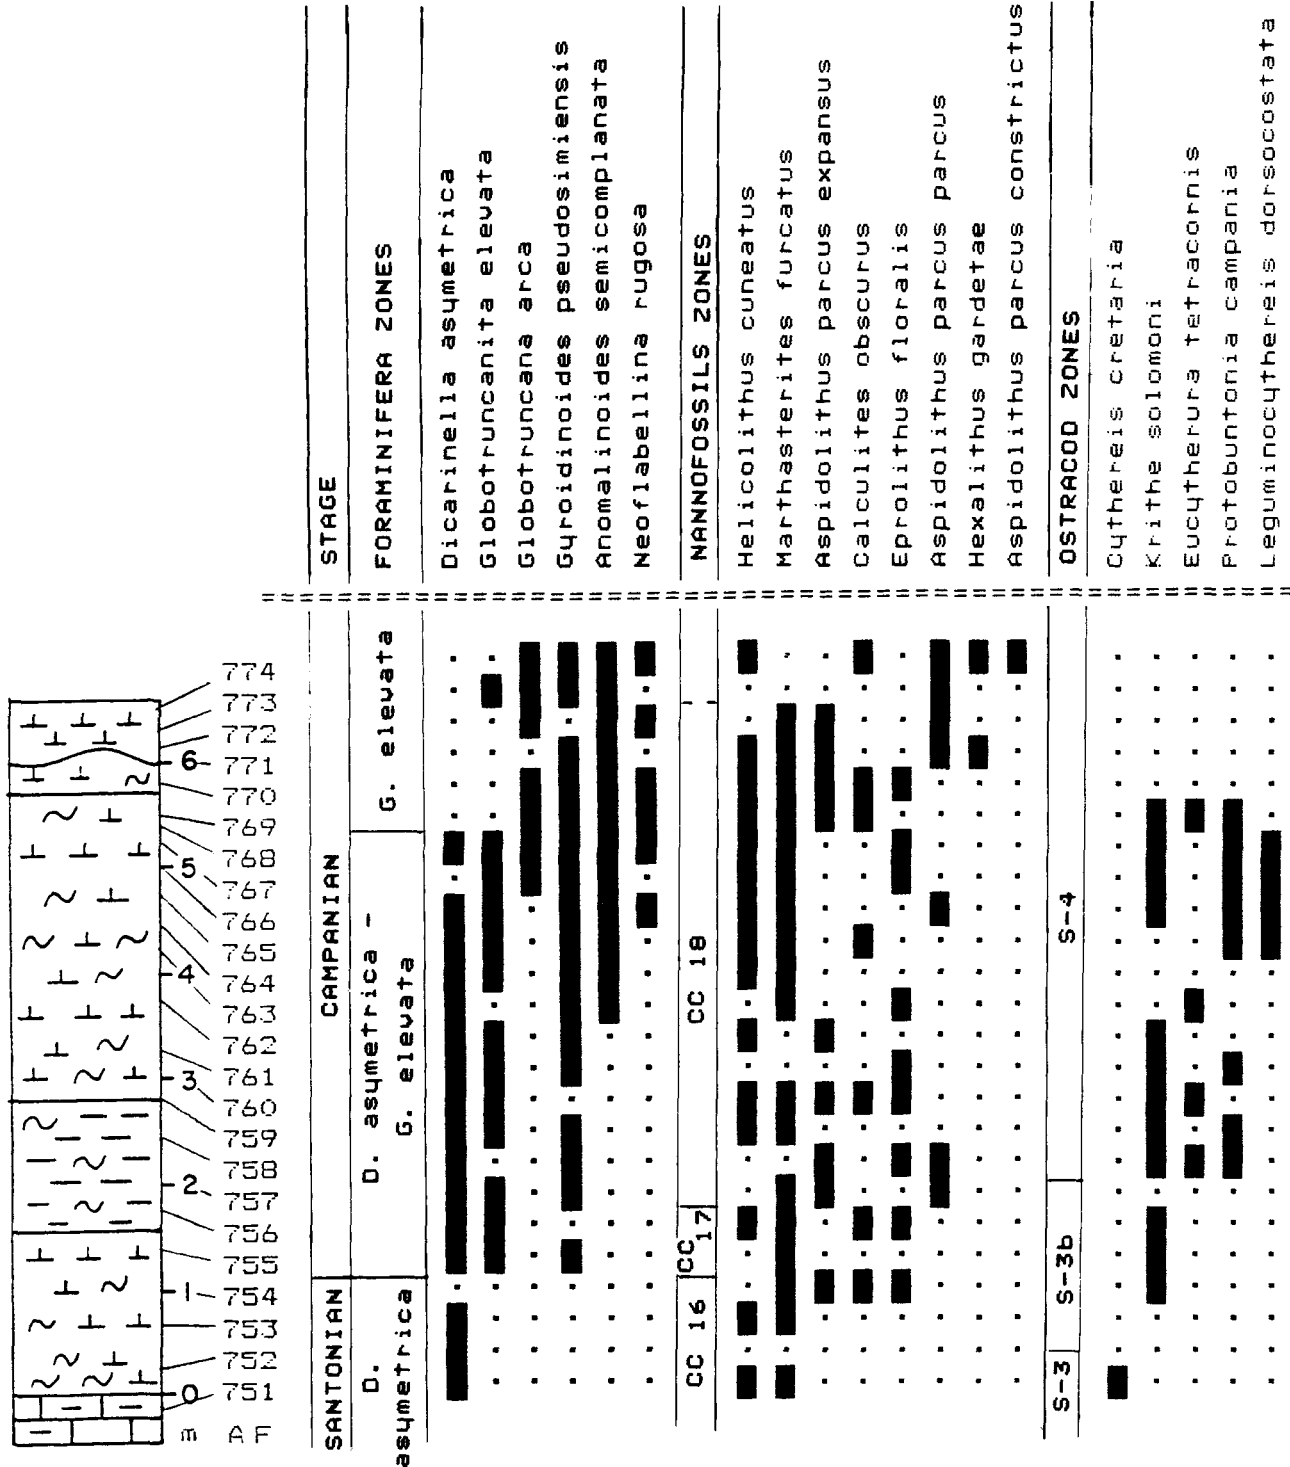 STAGE
FORAMINIFERA ZONES
Dicarinella asymetrica
Globotruncanita elevata
Globotruncana arca
Gyroidinoides pseudosimiensis
Anomalinoides semicomplanata
Neoflabellina rugosa
NANNOFOSSILS ZONES
Helicolithus cuneatus
Marthasterites furcatus
Aspidolithus parcus expansus
Calculites obscurus
Eprolithus floralis
Aspidolithus parcus parcus
Hexalithus gardetae
Aspidolithus parcus constrictus
OSTRACOD ZONES
Cythereis cretaria
Krithe solomoni
Eucytherura tetracornis
Protobuntonia campania
Leguminocythereis dorsocostata
774
773
772
6 771
770
769
768
5 767
766
765
4 764
763
762
761
3 760
759
758
2 757
756
755
1 754
753
752
0 751
m AF
SANTONIAN
CAMPANIAN
D.
asymetrica
D. asymetrica -
G. elevata
G. elevata
CC 16
CC
17
CC 18
S-3
S-3b
S-4